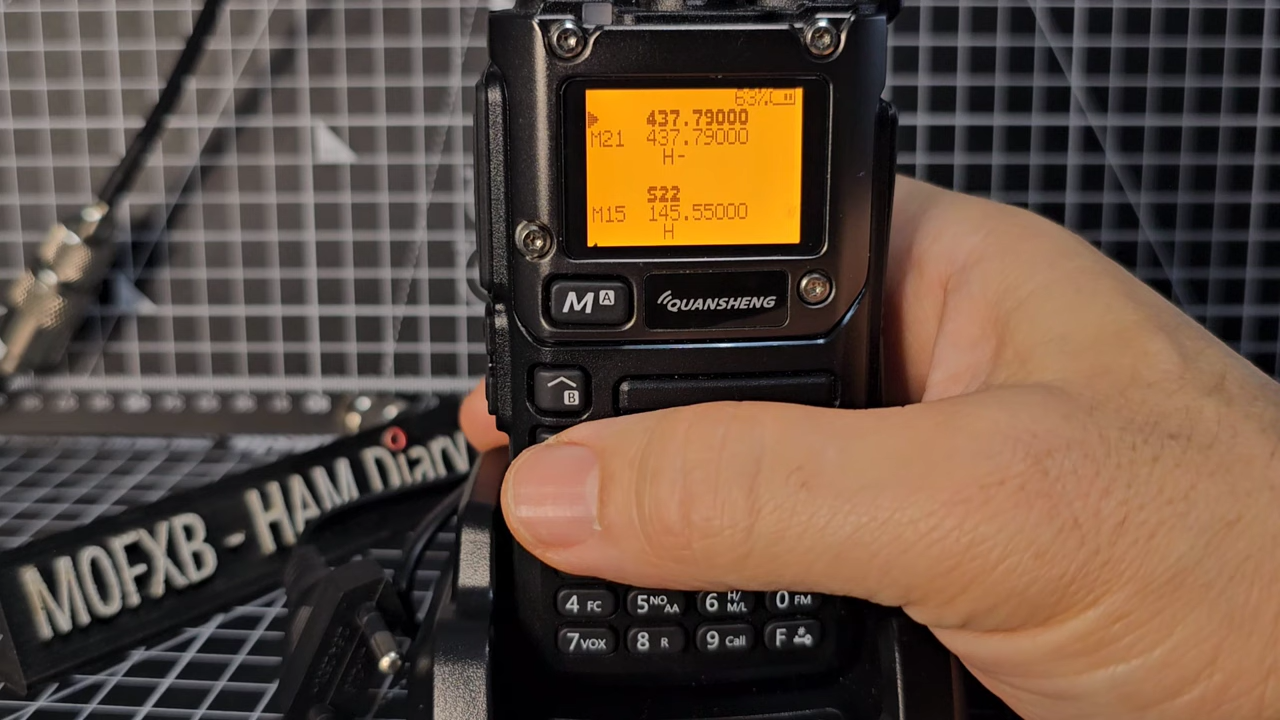 63%
437.79000
M21 437.79000
H-
S22
M15 145.55000
H
M A
QUANSHENG
B
M0FXB - HAM Diary
4 FC 5 NOAA 6 H/M/L 0 FM
7 VOX 8 R 9 Call F